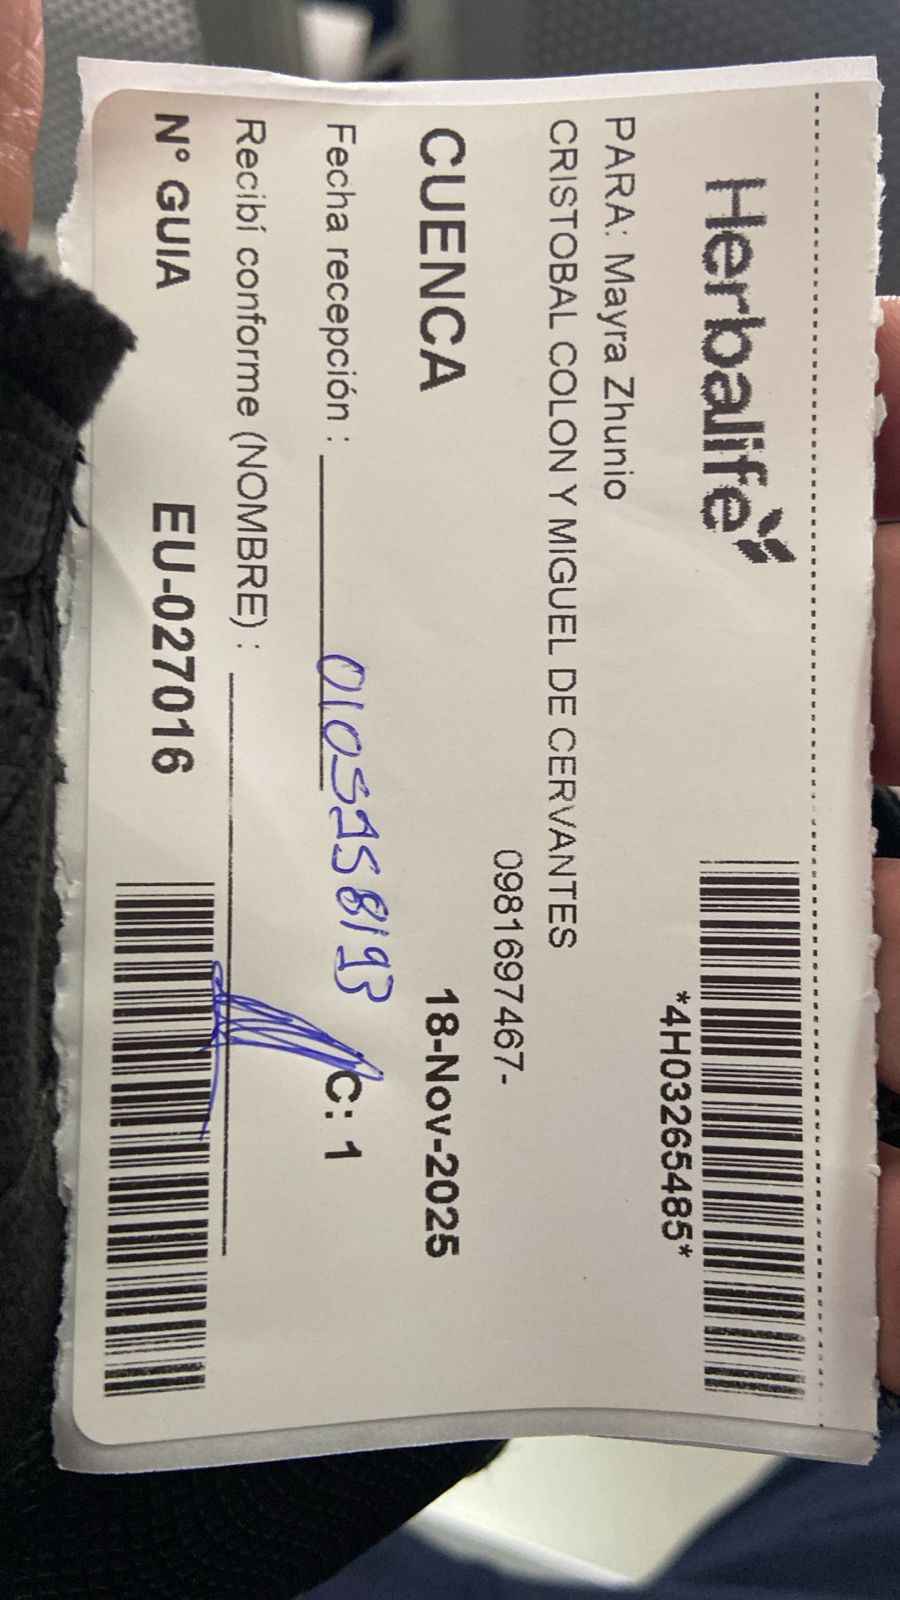 Herbalife
*4H03265485*
PARA: Mayra Zhunio
CRISTOBAL COLON Y MIGUEL DE CERVANTES
0981697467-
CUENCA 18-Nov-2025
Fecha recepción : 0105258193 C: 1
Recibí conforme (NOMBRE) :
N° GUIA EU-027016